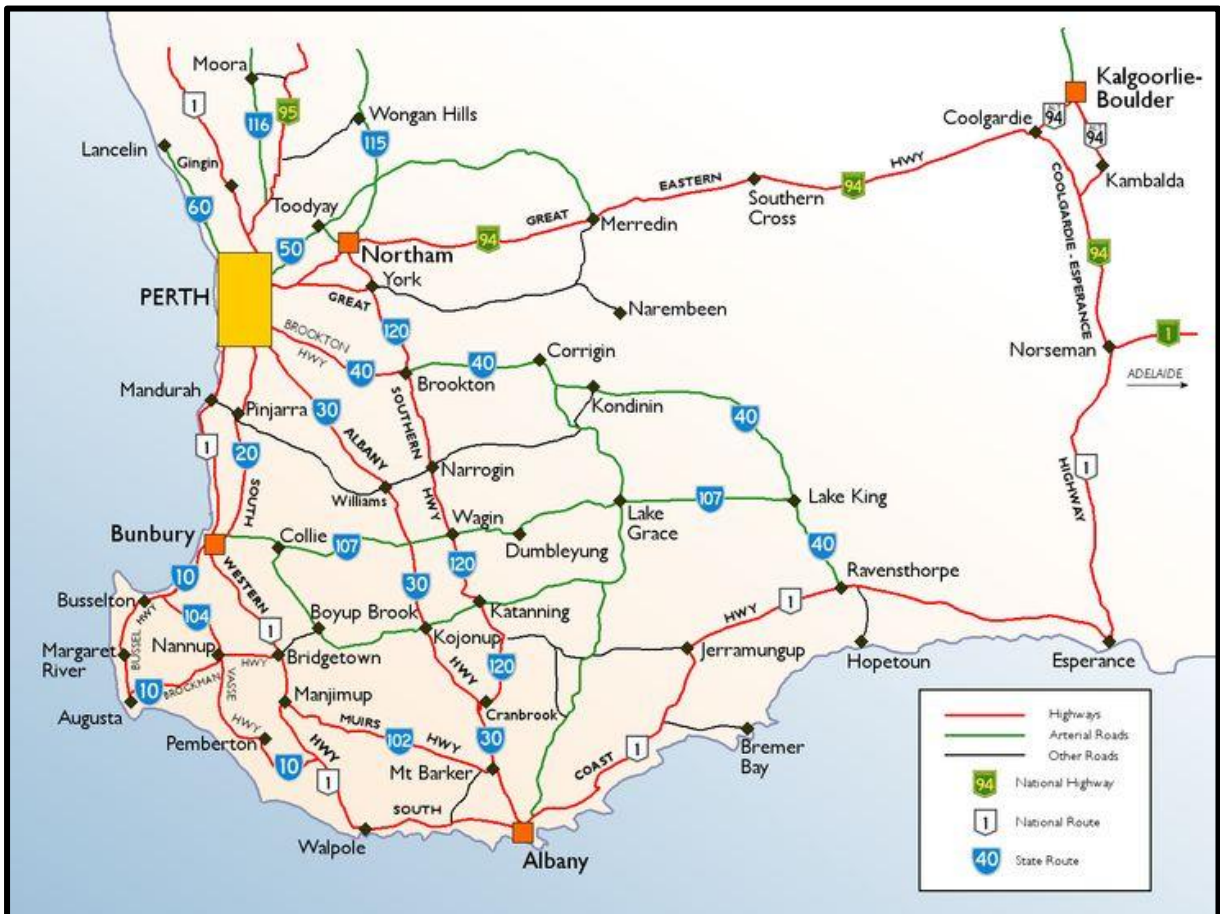 Moora
1
95
Kalgoorlie-
Boulder
116
Wongan Hills
115
Coolgardie
94
94
Lancelin
Gingin
HWY
Kambalda
EASTERN
94
Southern
Cross
60
Toodyay
GREAT
94
Merredin
COOLGARDIE - ESPERANCE
94
50
Northam
York
PERTH
GREAT
Narembeen
120
1
BROOKTON
HWY
40
40
Corrigin
Norseman
Brookton
ADELAIDE
Mandurah
Pinjarra
30
SOUTHERN
Kondinin
40
1
20
ALBANY
Narrogin
1
HIGHWAY
SOUTH
Williams
HWY
Wagin
Lake
Grace
107
Lake King
Bunbury
Collie
107
Dumbleyung
40
10
WESTERN
120
30
Ravensthorpe
Busselton
HWY
104
Boyup Brook
Katanning
HWY
1
1
Kojonup
Margaret
River
BUSSEL
Nannup
HWY
Bridgetown
HWY
120
Jerramungup
Hopetoun
Esperance
10
BROCKMAN
VASSE
Manjimup
Cranbrook
Augusta
HWY
MUIRS
102
HWY
30
Pemberton
10
HWY
Mt Barker
COAST
1
Bremer
Bay
1
SOUTH
Walpole
Albany
Highways
Arterial Roads
Other Roads
94
National Highway
1
National Route
40
State Route